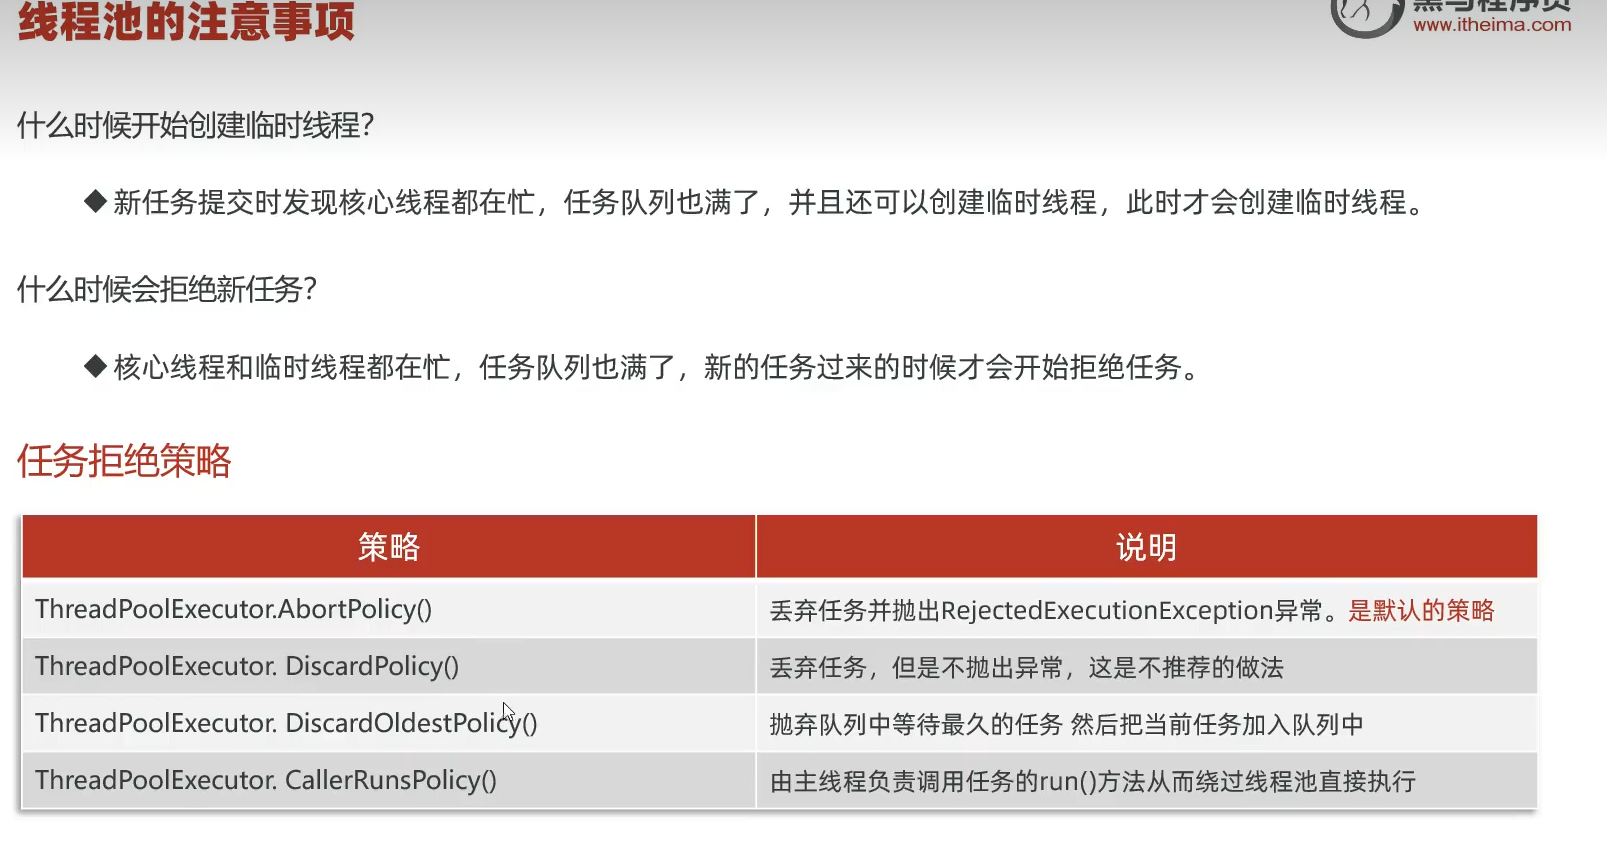 线程池的注意事项
黑马程序员
www.itheima.com
什么时候开始创建临时线程?
◆ 新任务提交时发现核心线程都在忙，任务队列也满了，并且还可以创建临时线程，此时才会创建临时线程。
什么时候会拒绝新任务?
◆ 核心线程和临时线程都在忙，任务队列也满了，新的任务过来的时候才会开始拒绝任务。
任务拒绝策略
策略 说明
ThreadPoolExecutor.AbortPolicy() 丢弃任务并抛出RejectedExecutionException异常。是默认的策略
ThreadPoolExecutor. DiscardPolicy() 丢弃任务，但是不抛出异常，这是不推荐的做法
ThreadPoolExecutor. DiscardOldestPolicy() 抛弃队列中等待最久的任务 然后把当前任务加入队列中
ThreadPoolExecutor. CallerRunsPolicy() 由主线程负责调用任务的run()方法从而绕过线程池直接执行